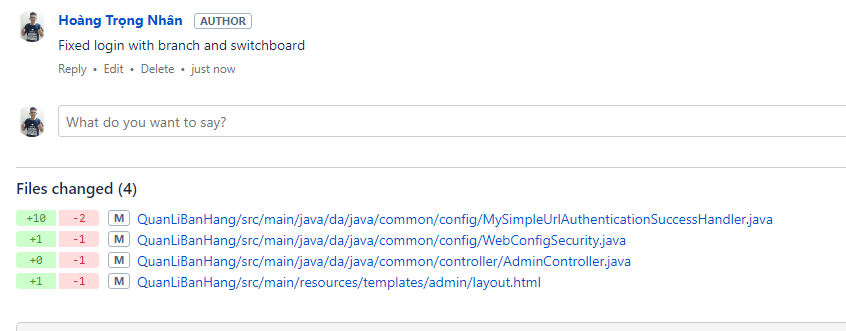 Hoàng Trọng Nhân AUTHOR
Fixed login with branch and switchboard
Reply • Edit • Delete • just now
What do you want to say?
Files changed (4)
+10 -2 M QuanLiBanHang/src/main/java/da/java/common/config/MySimpleUrlAuthenticationSuccessHandler.java
+1 -1 M QuanLiBanHang/src/main/java/da/java/common/config/WebConfigSecurity.java
+0 -1 M QuanLiBanHang/src/main/java/da/java/common/controller/AdminController.java
+1 -1 M QuanLiBanHang/src/main/resources/templates/admin/layout.html